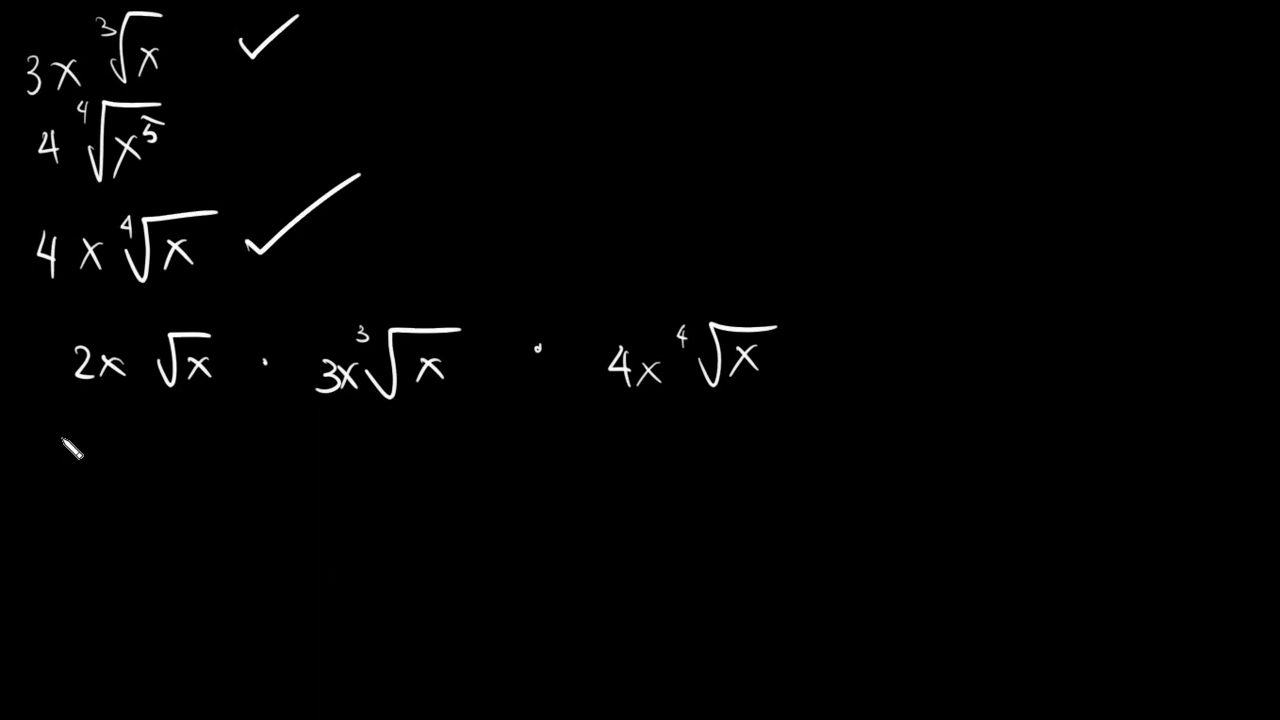 3x ∛x ✓
4 ∜x⁵
4x ∜x ✓
2x √x · 3x ∛x · 4x ∜x